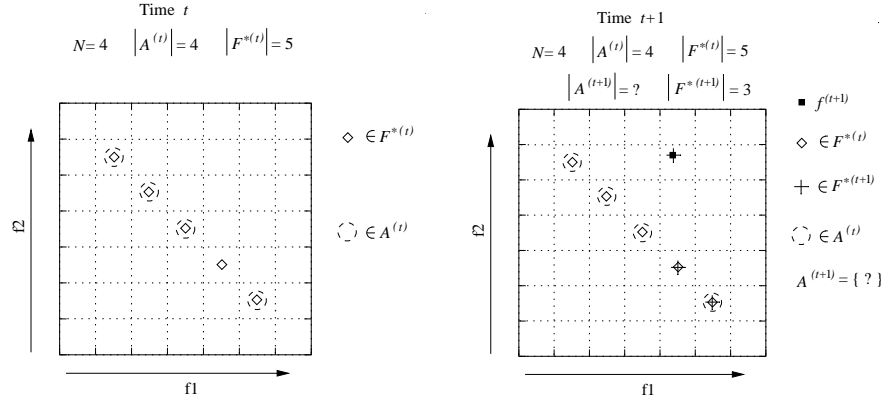 Time t
N= 4 |A^(t)| = 4 |F^*(t)| = 5
f2
f1
◇ ∈ F^*(t)
∈ A^(t)
Time t+1
N= 4 |A^(t)| = 4 |F^*(t)| = 5
|A^(t+1)| = ? |F^*(t+1)| = 3
f2
f1
■ f^(t+1)
◇ ∈ F^*(t)
+ ∈ F^*(t+1)
∈ A^(t)
A^(t+1) = { ? }